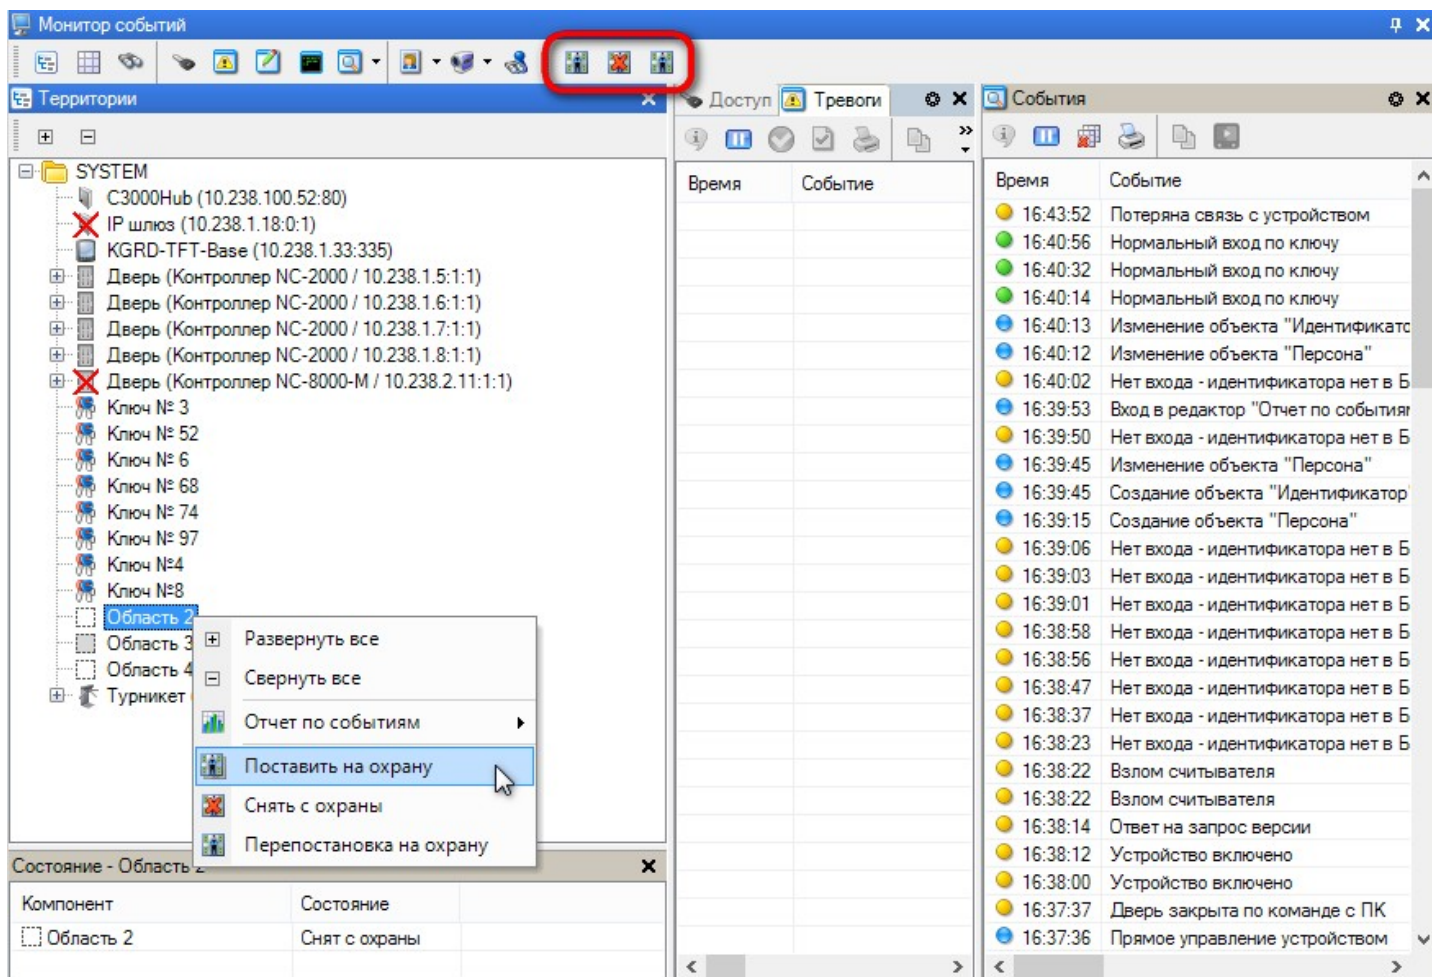 Монитор событий
Территории
SYSTEM
C3000Hub (10.238.100.52:80)
IP шлюз (10.238.1.18:0:1)
KGRD-TFT-Base (10.238.1.33:335)
Дверь (Контроллер NC-2000 / 10.238.1.5:1:1)
Дверь (Контроллер NC-2000 / 10.238.1.6:1:1)
Дверь (Контроллер NC-2000 / 10.238.1.7:1:1)
Дверь (Контроллер NC-2000 / 10.238.1.8:1:1)
Дверь (Контроллер NC-8000-M / 10.238.2.11:1:1)
Ключ № 3
Ключ № 52
Ключ № 6
Ключ № 68
Ключ № 74
Ключ № 97
Ключ №4
Ключ №8
Область 2
Область 3
Область 4
Турникет
Развернуть все
Свернуть все
Отчет по событиям
Поставить на охрану
Снять с охраны
Перепостановка на охрану
Состояние - Область 2
Компонент Состояние
Область 2 Снят с охраны
Доступ Тревоги
Время Событие
События
Время Событие
16:43:52 Потеряна связь с устройством
16:40:56 Нормальный вход по ключу
16:40:32 Нормальный вход по ключу
16:40:14 Нормальный вход по ключу
16:40:13 Изменение объекта "Идентификато
16:40:12 Изменение объекта "Персона"
16:40:02 Нет входа - идентификатора нет в Б
16:39:53 Вход в редактор "Отчет по события
16:39:50 Нет входа - идентификатора нет в Б
16:39:45 Изменение объекта "Персона"
16:39:45 Создание объекта "Идентификатор"
16:39:15 Создание объекта "Персона"
16:39:06 Нет входа - идентификатора нет в Б
16:39:03 Нет входа - идентификатора нет в Б
16:39:01 Нет входа - идентификатора нет в Б
16:38:58 Нет входа - идентификатора нет в Б
16:38:56 Нет входа - идентификатора нет в Б
16:38:47 Нет входа - идентификатора нет в Б
16:38:37 Нет входа - идентификатора нет в Б
16:38:23 Нет входа - идентификатора нет в Б
16:38:22 Взлом считывателя
16:38:22 Взлом считывателя
16:38:14 Ответ на запрос версии
16:38:12 Устройство включено
16:38:00 Устройство включено
16:37:37 Дверь закрыта по команде с ПК
16:37:36 Прямое управление устройством